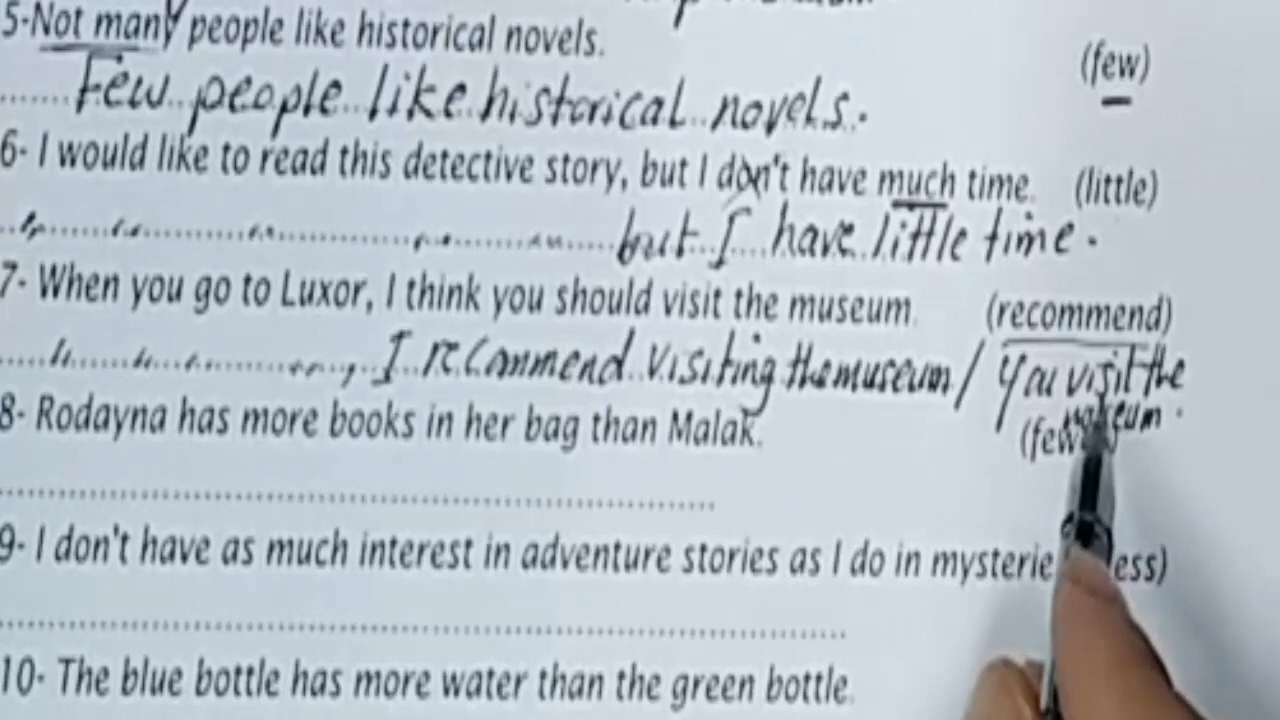 5-Not many people like historical novels. (few)
Few people like historical novels.
6- I would like to read this detective story, but I don't have much time. (little)
but I have little time.
7- When you go to Luxor, I think you should visit the museum. (recommend)
I recommend visiting the museum / you visit the
museum.
8- Rodayna has more books in her bag than Malak. (few
9- I don't have as much interest in adventure stories as I do in mysterie ess)
10- The blue bottle has more water than the green bottle.